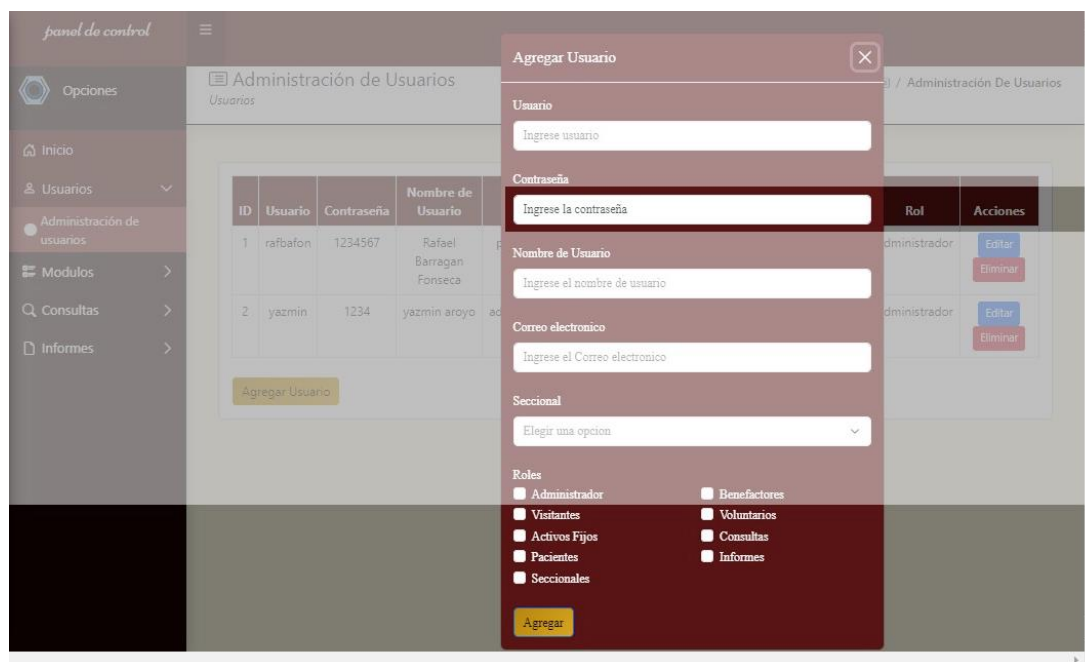 panel de control
Opciones
Inicio
Usuarios
Administración de
usuarios
Modulos
Consultas
Informes
Administración de Usuarios
Usuarios
/ Administración De Usuarios
ID Usuario Contraseña Nombre de Usuario Rol Acciones
1 rafbafon 1234567 Rafael Barragan Fonseca Editar Eliminar
2 yazmin 1234 yazmin aroyo Editar Eliminar
Agregar Usuario
Agregar Usuario
Usuario
Ingrese usuario
Contraseña
Ingrese la contraseña
Nombre de Usuario
Ingrese el nombre de usuario
Correo electronico
Ingrese el Correo electronico
Seccional
Elegir una opcion
Roles
Administrador
Benefactores
Visitantes
Voluntarios
Activos Fijos
Consultas
Pacientes
Informes
Seccionales
Agregar